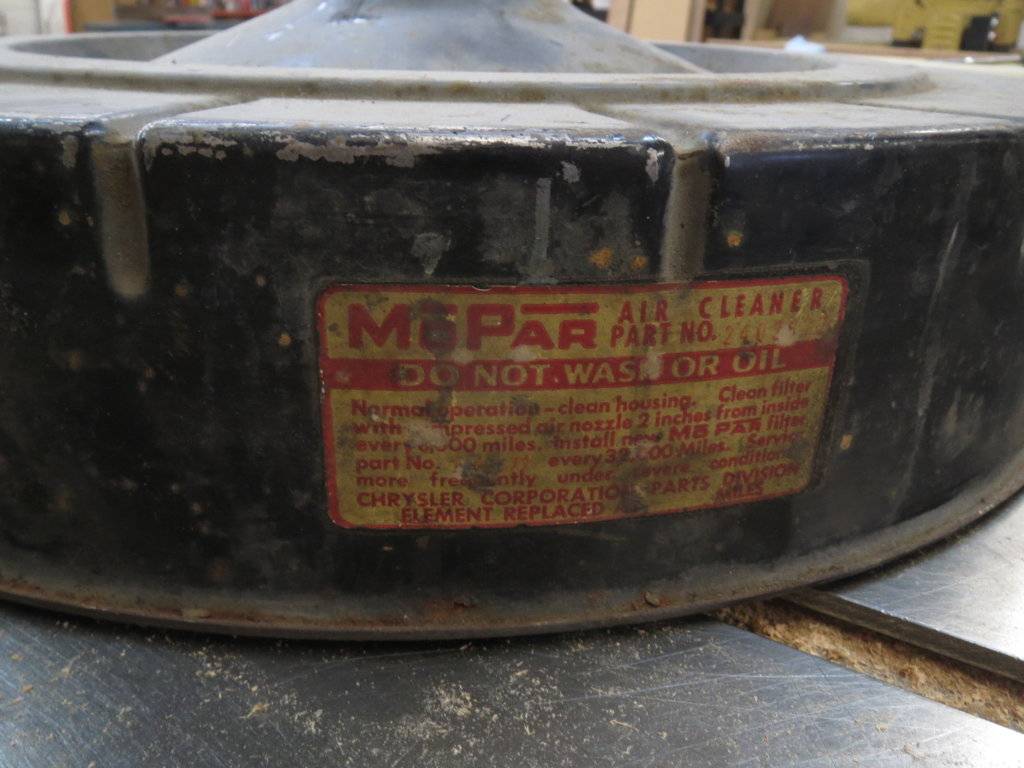 MoPAR AIR CLEANER
PART NO.
DO NOT WASH OR OIL
Normal operation - clean housing. Clean filter
with compressed air nozzle 2 inches from inside
every miles. Install new MoPAR filter
part No. every 32,000 Miles. Service
more frequently under severe conditions
CHRYSLER CORPORATION PARTS DIVISION
ELEMENT REPLACED MILES